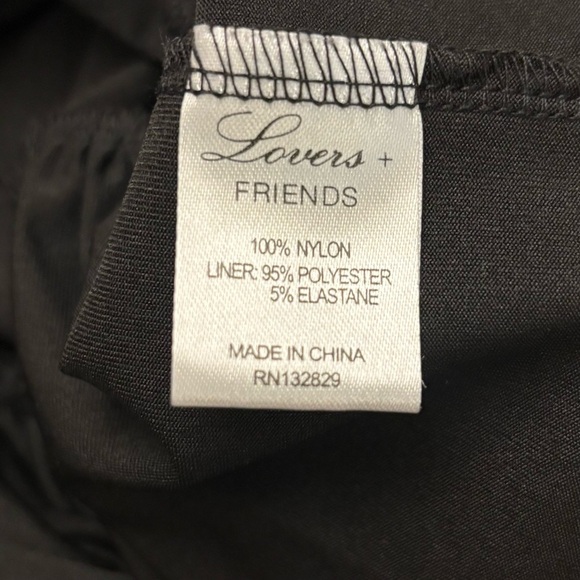 Lovers +
FRIENDS
100% NYLON
LINER: 95% POLYESTER
5% ELASTANE
MADE IN CHINA
RN132829